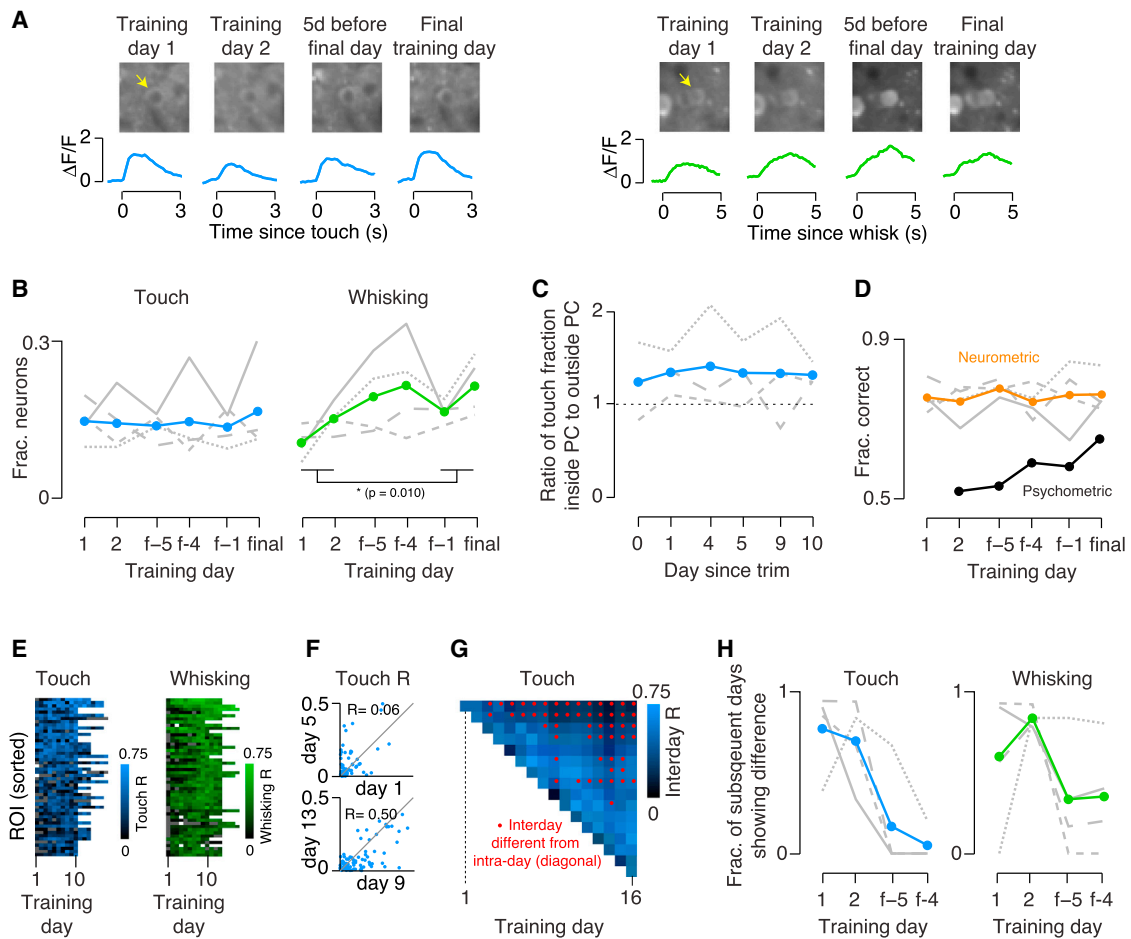 A
Training day 1
Training day 2
5d before final day
Final training day
ΔF/F
2
0
0 3
0 3
0 3
0 3
Time since touch (s)
Training day 1
Training day 2
5d before final day
Final training day
ΔF/F
2
0
0 5
0 5
0 5
0 5
Time since whisk (s)
B
Touch
Whisking
Frac. neurons
0.3
0
* (p = 0.010)
1 2 f–5 f-4 f–1 final
Training day
1 2 f–5 f-4 f–1 final
Training day
C
Ratio of touch fraction
inside PC to outside PC
2
1
0
0 1 4 5 9 10
Day since trim
D
Frac. correct
0.9
0.5
Neurometric
Psychometric
1 2 f–5 f-4 f–1 final
Training day
E
Touch
Whisking
ROI (sorted)
0.75
0
Touch R
0.75
0
Whisking R
1 10
Training
day
1 10
Training
day
F
Touch R
0.5
R= 0.06
day 5
0
day 1
0.5
R= 0.50
day 13
0
day 9
G
Touch
0.75
Interday R
0
• Interday
different from
intra-day (diagonal)
1 16
Training day
H
Touch
Whisking
Frac. of subsqeuent days
showing difference
1
0
1 2 f–5 f-4
Training day
1
0
1 2 f–5 f-4
Training day